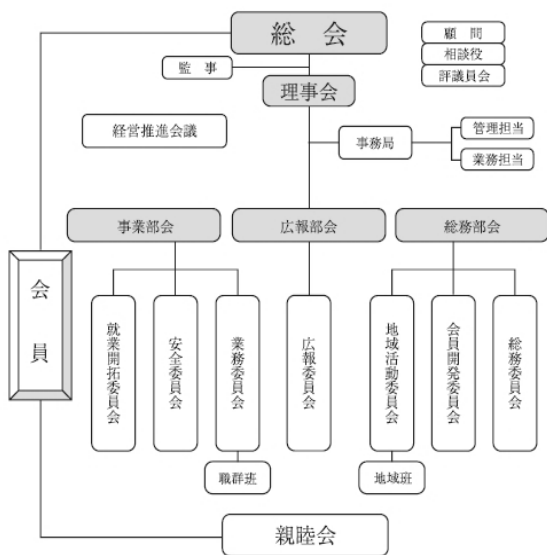 総会
顧問
相談役
評議員会
監事
理事会
経営推進会議
事務局
管理担当
業務担当
事業部会
広報部会
総務部会
会員
就業開拓委員会
安全委員会
業務委員会
広報委員会
地域活動委員会
会員開発委員会
総務委員会
職群班
地域班
親睦会